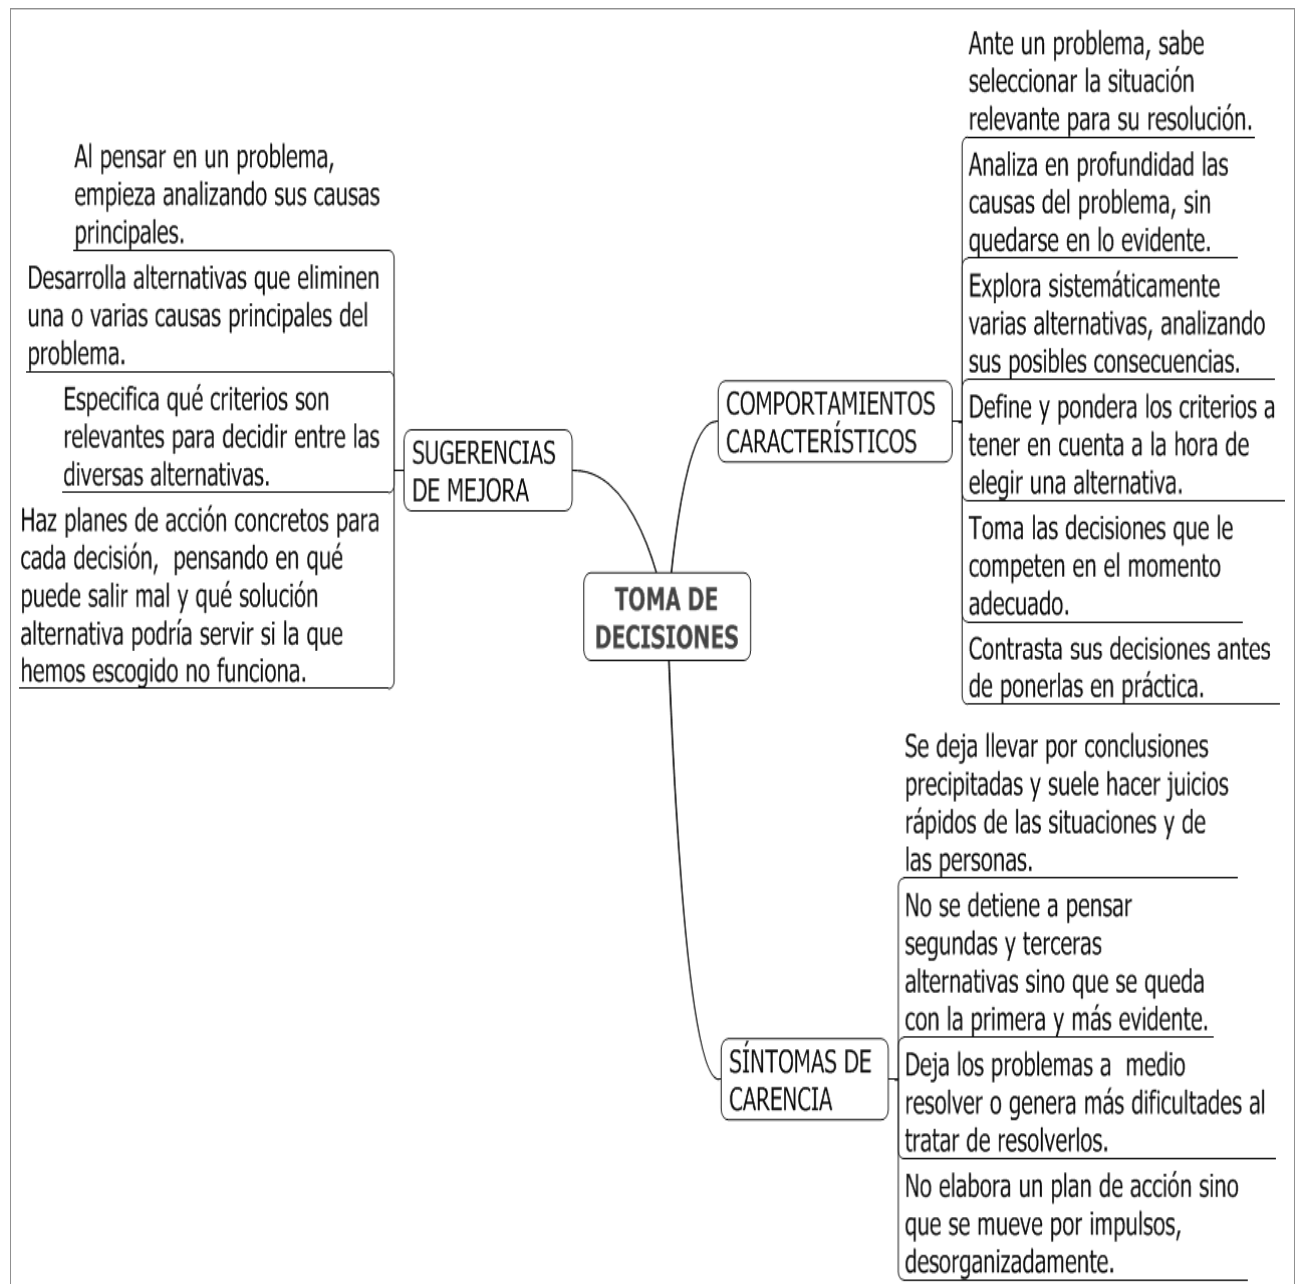 Al pensar en un problema,
empieza analizando sus causas
principales.
Desarrolla alternativas que eliminen
una o varias causas principales del
problema.
Especifica qué criterios son
relevantes para decidir entre las
diversas alternativas.
Haz planes de acción concretos para
cada decisión,  pensando en qué
puede salir mal y qué solución
alternativa podría servir si la que
hemos escogido no funciona.
SUGERENCIAS
DE MEJORA
TOMA DE
DECISIONES
COMPORTAMIENTOS
CARACTERÍSTICOS
Ante un problema, sabe
seleccionar la situación
relevante para su resolución.
Analiza en profundidad las
causas del problema, sin
quedarse en lo evidente.
Explora sistemáticamente
varias alternativas, analizando
sus posibles consecuencias.
Define y pondera los criterios a
tener en cuenta a la hora de
elegir una alternativa.
Toma las decisiones que le
competen en el momento
adecuado.
Contrasta sus decisiones antes
de ponerlas en práctica.
SÍNTOMAS DE
CARENCIA
Se deja llevar por conclusiones
precipitadas y suele hacer juicios
rápidos de las situaciones y de
las personas.
No se detiene a pensar
segundas y terceras
alternativas sino que se queda
con la primera y más evidente.
Deja los problemas a  medio
resolver o genera más dificultades al
tratar de resolverlos.
No elabora un plan de acción sino
que se mueve por impulsos,
desorganizadamente.